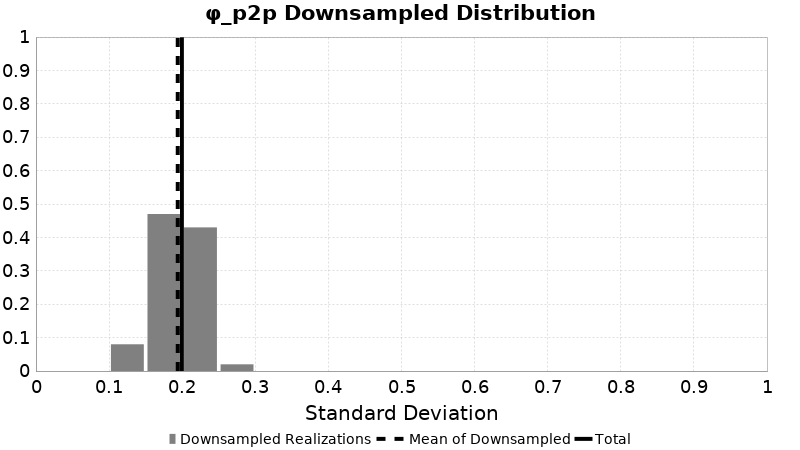 φ_p2p Downsampled Distribution
1
0.9
0.8
0.7
0.6
0.5
0.4
0.3
0.2
0.1
0
0 0.1 0.2 0.3 0.4 0.5 0.6 0.7 0.8 0.9 1
Standard Deviation
Downsampled Realizations Mean of Downsampled Total